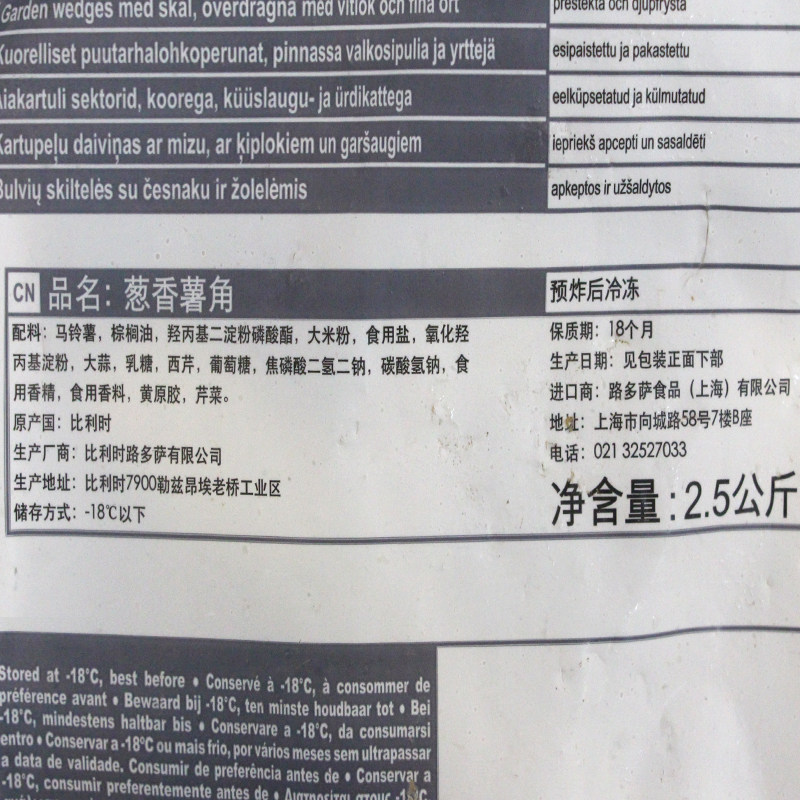 Garden wedges med skal, överdragna med vitlök och fina ört
prestekta och djupfrysta
Kuorelliset puutarhalohkoperunat, pinnassa valkosipulia ja yrttejä
esipaistettu ja pakastettu
Aiakartuli sektorid, koorega, küüslaugu- ja ürdikattega
eelküpsetatud ja külmutatud
Kartupeļu daiviņas ar mizu, ar ķiplokiem un garšaugiem
iepriekš apcepti un sasaldēti
Bulvių skiltelės su česnaku ir žolelėmis
apkeptos ir užšaldytos
CN 品名：葱香薯角
预炸后冷冻
配料：马铃薯，棕榈油，羟丙基二淀粉磷酸酯，大米粉，食用盐，氧化羟
丙基淀粉，大蒜，乳糖，西芹，葡萄糖，焦磷酸二氢二钠，碳酸氢钠，食
用香精，食用香料，黄原胶，芹菜。
原产国：比利时
生产厂商：比利时路多萨有限公司
生产地址：比利时7900勒兹昂埃老桥工业区
储存方式：-18℃以下
保质期：18个月
生产日期：见包装正面下部
进口商：路多萨食品（上海）有限公司
地址：上海市向城路58号7楼B座
电话：021 32527033
净含量：2.5公斤
Stored at -18°C, best before • Conservé à -18°C, à consommer de
préférence avant • Bewaard bij -18°C, ten minste houdbaar tot • Bei
-18°C, mindestens haltbar bis • Conservare a -18°C, da consumarsi
entro • Conservar a -18ºC ou mais frio, por vários meses sem ultrapassar
a data de validade. Consumir de preferência antes de • Conservar a
-18°C, consumir preferentemente antes de • Διατηρείται στους -18°C,